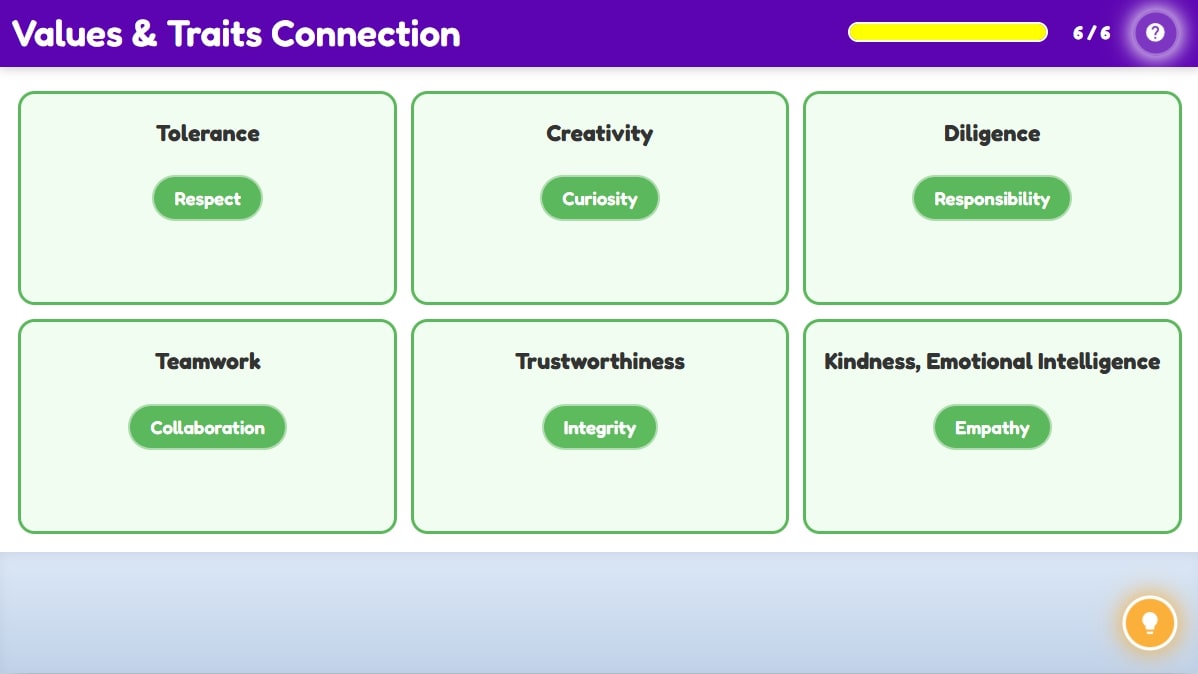 Values & Traits Connection
6 / 6
Tolerance
Respect
Creativity
Curiosity
Diligence
Responsibility
Teamwork
Collaboration
Trustworthiness
Integrity
Kindness, Emotional Intelligence
Empathy